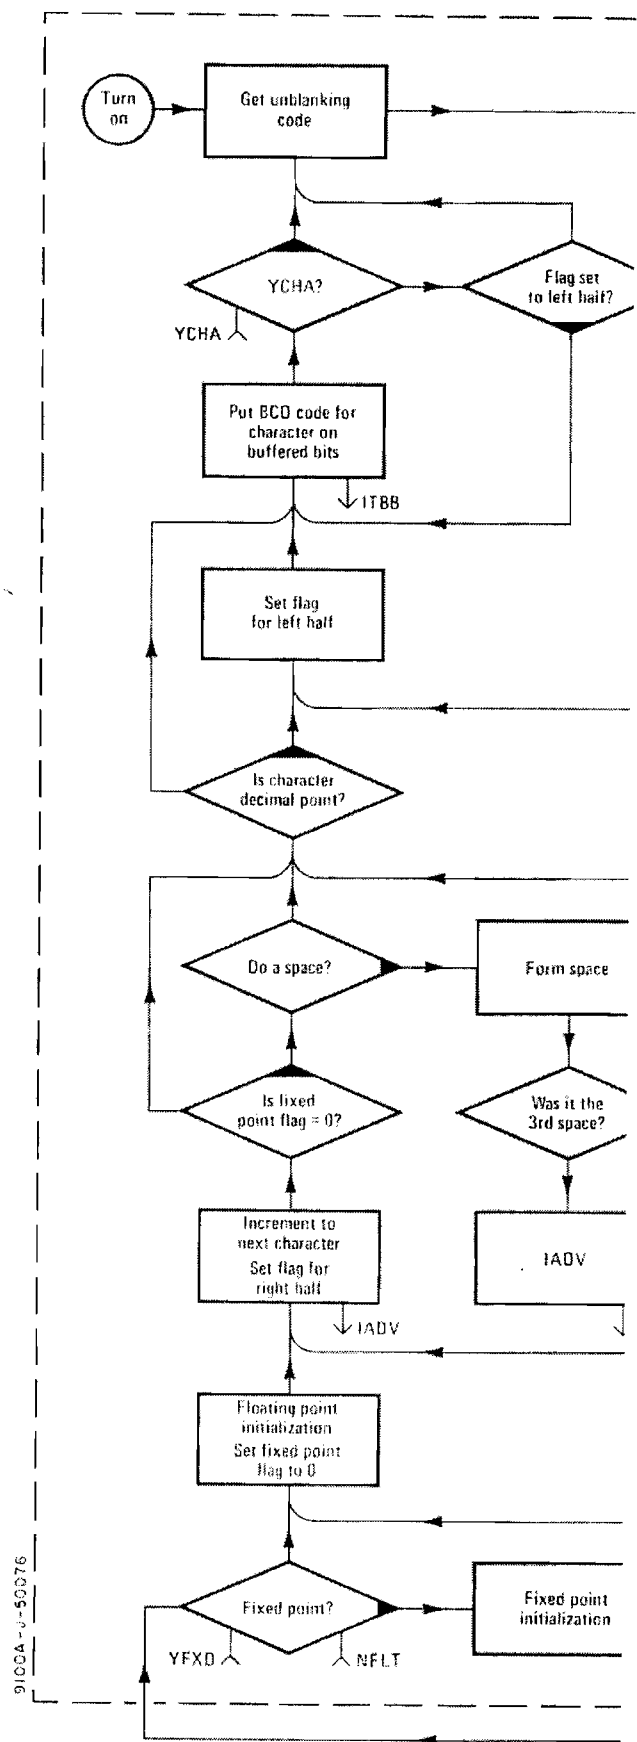 Turn
on
Get unblanking
code
YCHA?
Flag set
to left half?
YCHA
Put BCD code for
character on
buffered bits
ITBB
Set flag
for left half
Is character
decimal point?
Do a space?
Form space
Is fixed
point flag = 0?
Was it the
3rd space?
Increment to
next character
Set flag for
right half
IADV
IADV
Floating point
initialization
Set fixed point
flag to 0
Fixed point?
Fixed point
initialization
YFXD
NFLT
9100A-J-50076